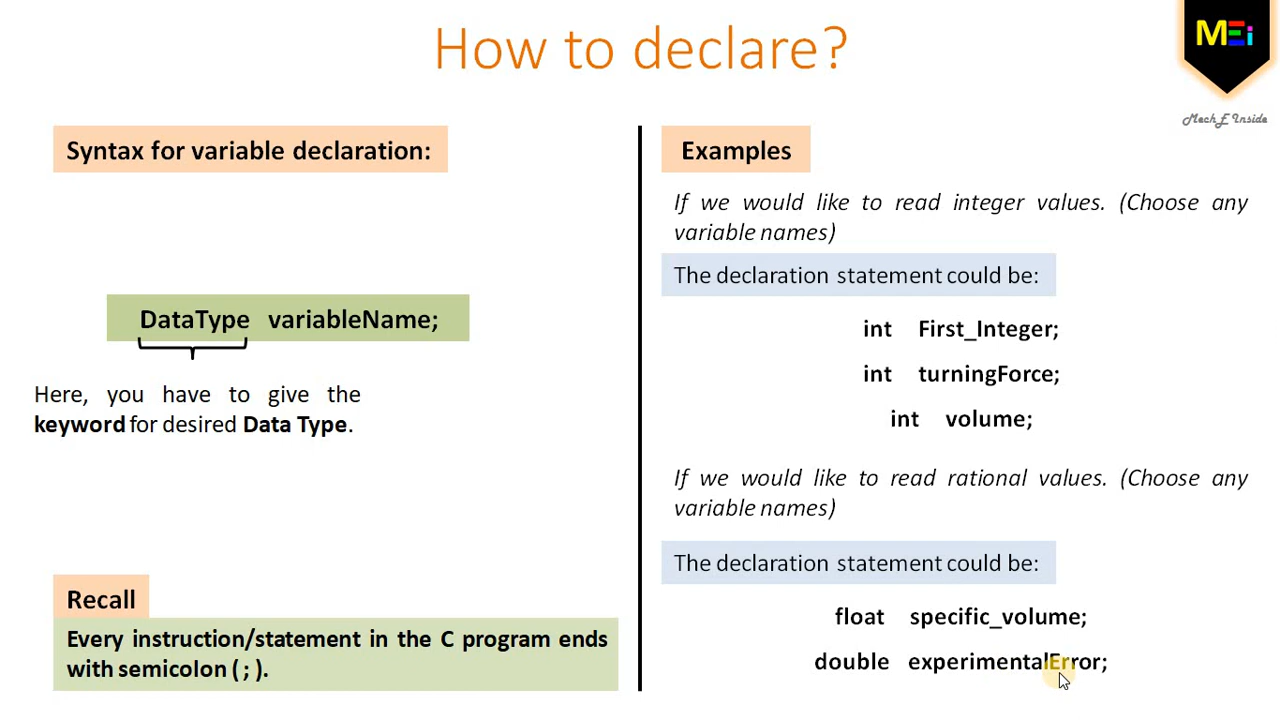 How to declare?
MEi
MechE Inside
Syntax for variable declaration:
DataType variableName;
Here, you have to give the
keyword for desired Data Type.
Recall
Every instruction/statement in the C program ends
with semicolon ( ; ).
Examples
If we would like to read integer values. (Choose any
variable names)
The declaration statement could be:
int First_Integer;
int turningForce;
int volume;
If we would like to read rational values. (Choose any
variable names)
The declaration statement could be:
float specific_volume;
double experimentalError;